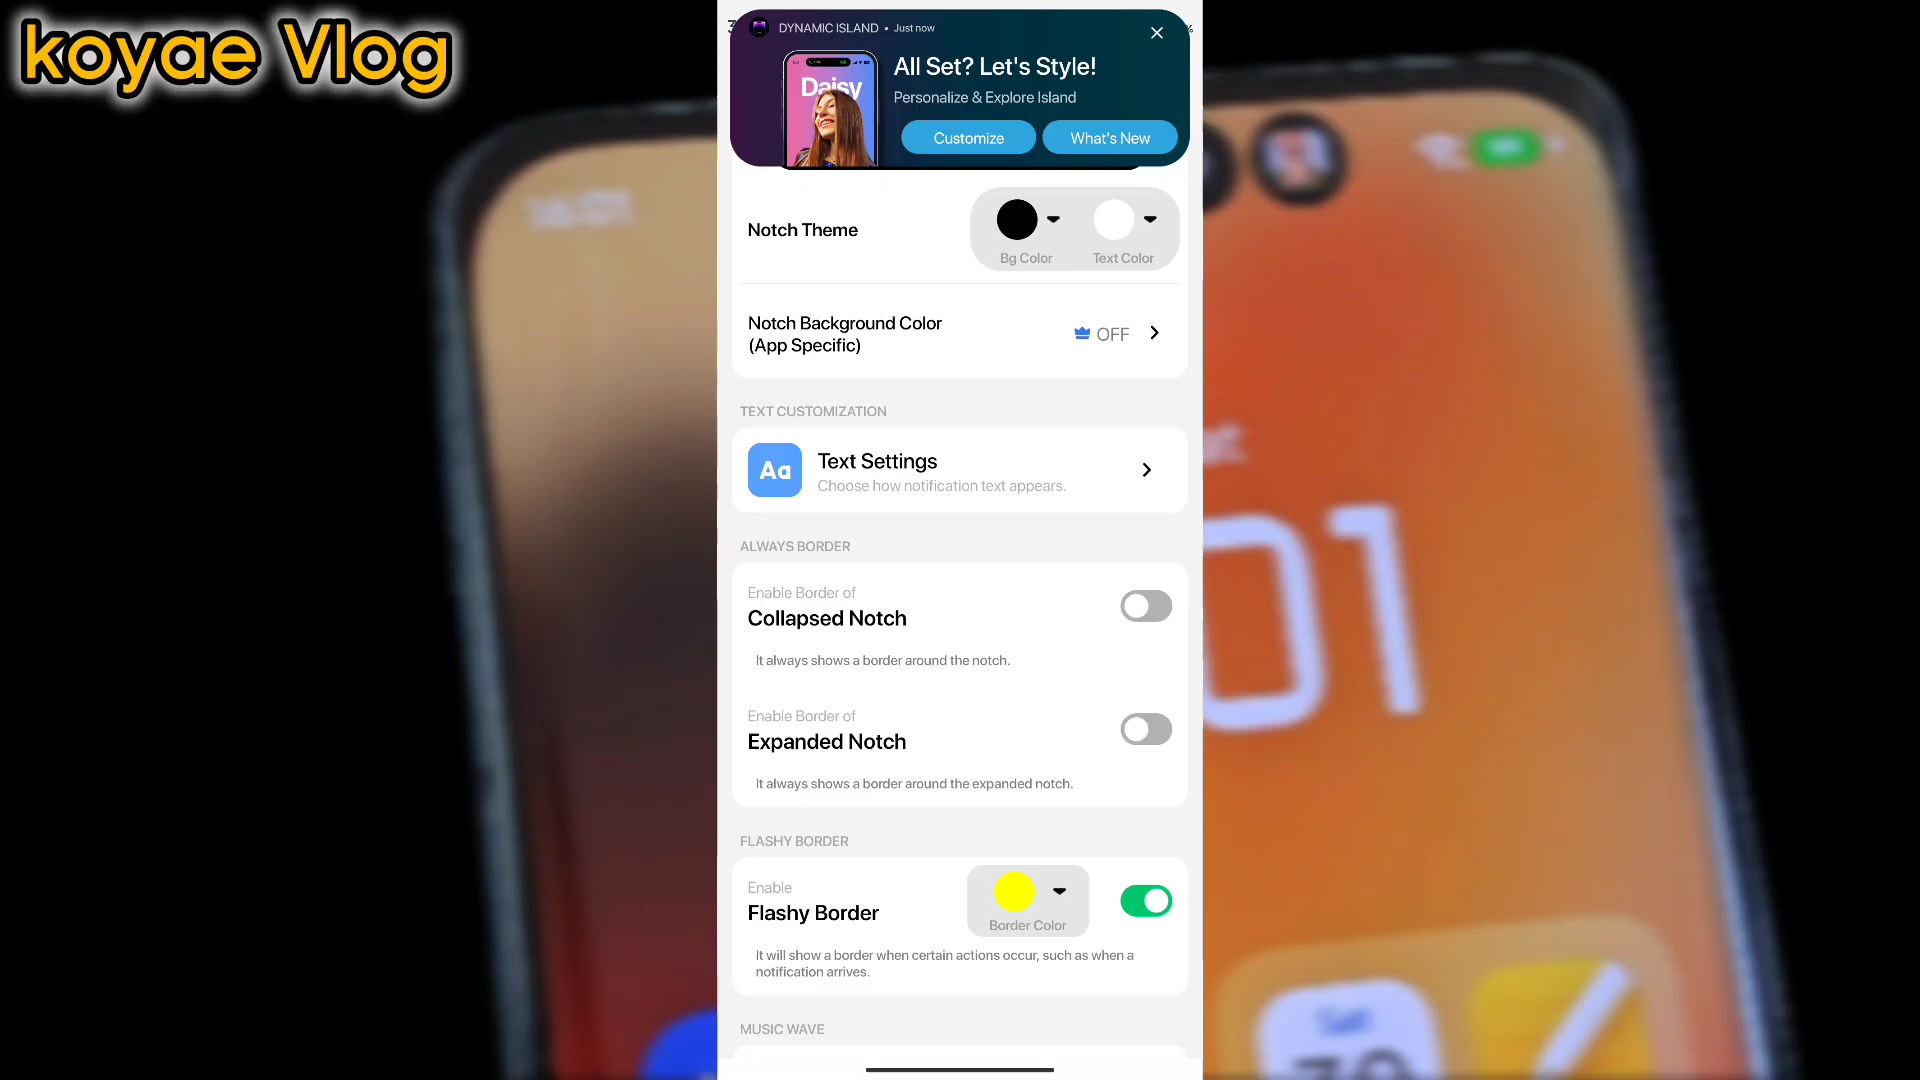 koyae Vlog
DYNAMIC ISLAND • Just now
All Set? Let's Style!
Daisy
Personalize & Explore Island
Customize
What's New
Notch Theme
Bg Color
Text Color
Notch Background Color
(App Specific)
OFF
TEXT CUSTOMIZATION
Aa
Text Settings
Choose how notification text appears.
ALWAYS BORDER
Enable Border of
Collapsed Notch
It always shows a border around the notch.
Enable Border of
Expanded Notch
It always shows a border around the expanded notch.
FLASHY BORDER
Enable
Flashy Border
Border Color
It will show a border when certain actions occur, such as when a
notification arrives.
MUSIC WAVE
01